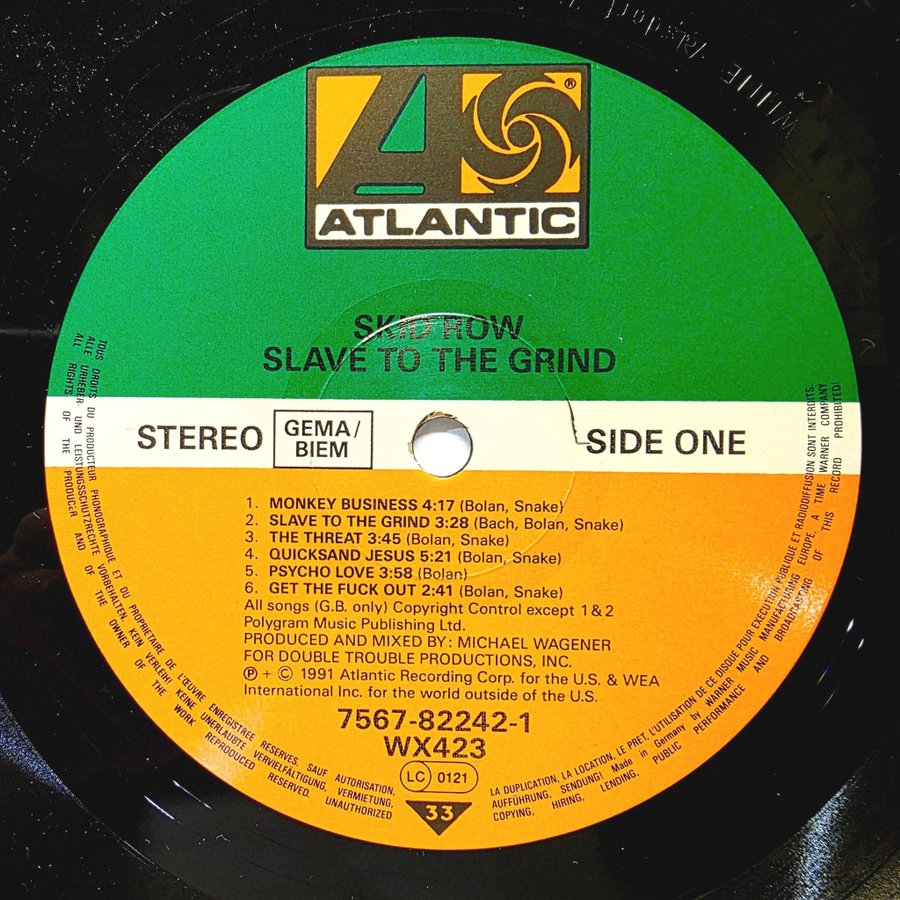 ATLANTIC
®
SKID ROW
SLAVE TO THE GRIND
STEREO
GEMA/
BIEM
SIDE ONE
1. MONKEY BUSINESS 4:17 (Bolan, Snake)
2. SLAVE TO THE GRIND 3:28 (Bach, Bolan, Snake)
3. THE THREAT 3:45 (Bolan, Snake)
4. QUICKSAND JESUS 5:21 (Bolan, Snake)
5. PSYCHO LOVE 3:58 (Bolan)
6. GET THE FUCK OUT 2:41 (Bolan, Snake)
All songs (G.B. only) Copyright Control except 1 & 2
Polygram Music Publishing Ltd.
PRODUCED AND MIXED BY: MICHAEL WAGENER
FOR DOUBLE TROUBLE PRODUCTIONS, INC.
℗ + © 1991 Atlantic Recording Corp. for the U.S. & WEA
International Inc. for the world outside of the U.S.
7567-82242-1
WX423
LC 0121
33
TOUS DROITS DU PRODUCTEUR PHONOGRAPHIQUE ET DU PROPRIETAIRE DE L'ŒUVRE ENREGISTREE RESERVES. SAUF AUTORISATION,
ALLE URHEBER- UND LEISTUNGSSCHUTZRECHTE VORBEHALTEN. KEIN VERLEIH! KEINE UNERLAUBTE VERVIELFÄLTIGUNG, VERMIETUNG,
ALL RIGHTS OF THE PRODUCER AND OF THE OWNER OF THE WORK REPRODUCED RESERVED. UNAUTHORIZED
LA DUPLICATION, LA LOCATION, LE PRET, L'UTILISATION DE CE DISQUE POUR EXECUTION PUBLIQUE ET RADIODIFFUSION SONT INTERDITS.
AUFFÜHRUNG, SENDUNG! Made in Germany by WARNER MUSIC MANUFACTURING EUROPE, A TIME WARNER COMPANY
COPYING, HIRING, LENDING, PUBLIC PERFORMANCE AND BROADCASTING OF THIS RECORD PROHIBITED!